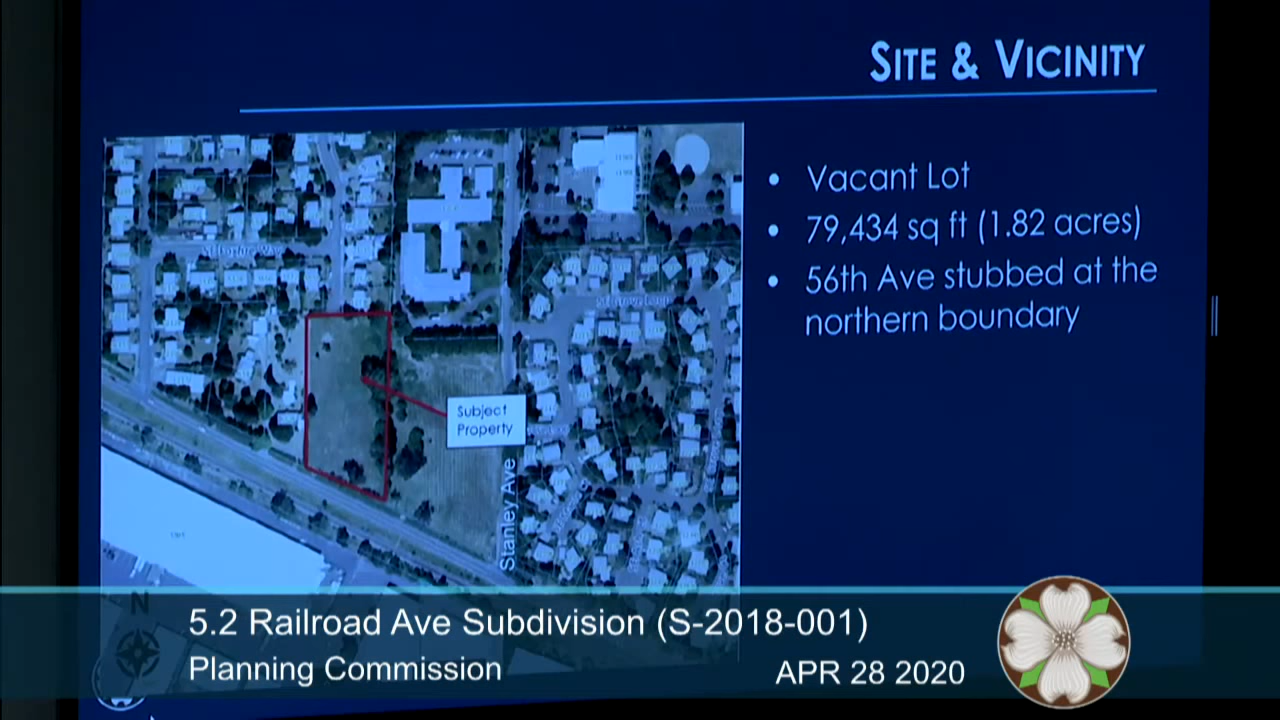 SITE & VICINITY
• Vacant Lot
• 79,434 sq ft (1.82 acres)
• 56th Ave stubbed at the
northern boundary
Subject
Property
Stanley Ave
N
5.2 Railroad Ave Subdivision (S-2018-001)
Planning Commission
APR 28 2020